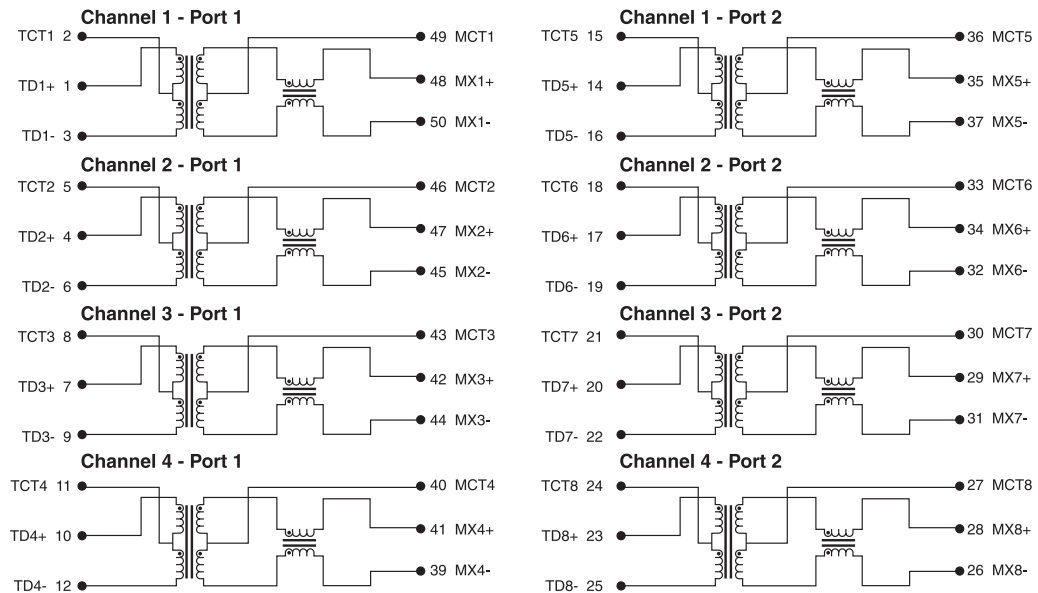 Channel 1 - Port 1
TCT1 2
49 MCT1
TD1+ 1
48 MX1+
50 MX1-
TD1- 3
Channel 2 - Port 1
TCT2 5
46 MCT2
TD2+ 4
47 MX2+
45 MX2-
TD2- 6
Channel 3 - Port 1
TCT3 8
43 MCT3
TD3+ 7
42 MX3+
44 MX3-
TD3- 9
Channel 4 - Port 1
TCT4 11
40 MCT4
TD4+ 10
41 MX4+
39 MX4-
TD4- 12
Channel 1 - Port 2
TCT5 15
36 MCT5
TD5+ 14
35 MX5+
37 MX5-
TD5- 16
Channel 2 - Port 2
TCT6 18
33 MCT6
TD6+ 17
34 MX6+
32 MX6-
TD6- 19
Channel 3 - Port 2
TCT7 21
30 MCT7
TD7+ 20
29 MX7+
31 MX7-
TD7- 22
Channel 4 - Port 2
TCT8 24
27 MCT8
TD8+ 23
28 MX8+
26 MX8-
TD8- 25